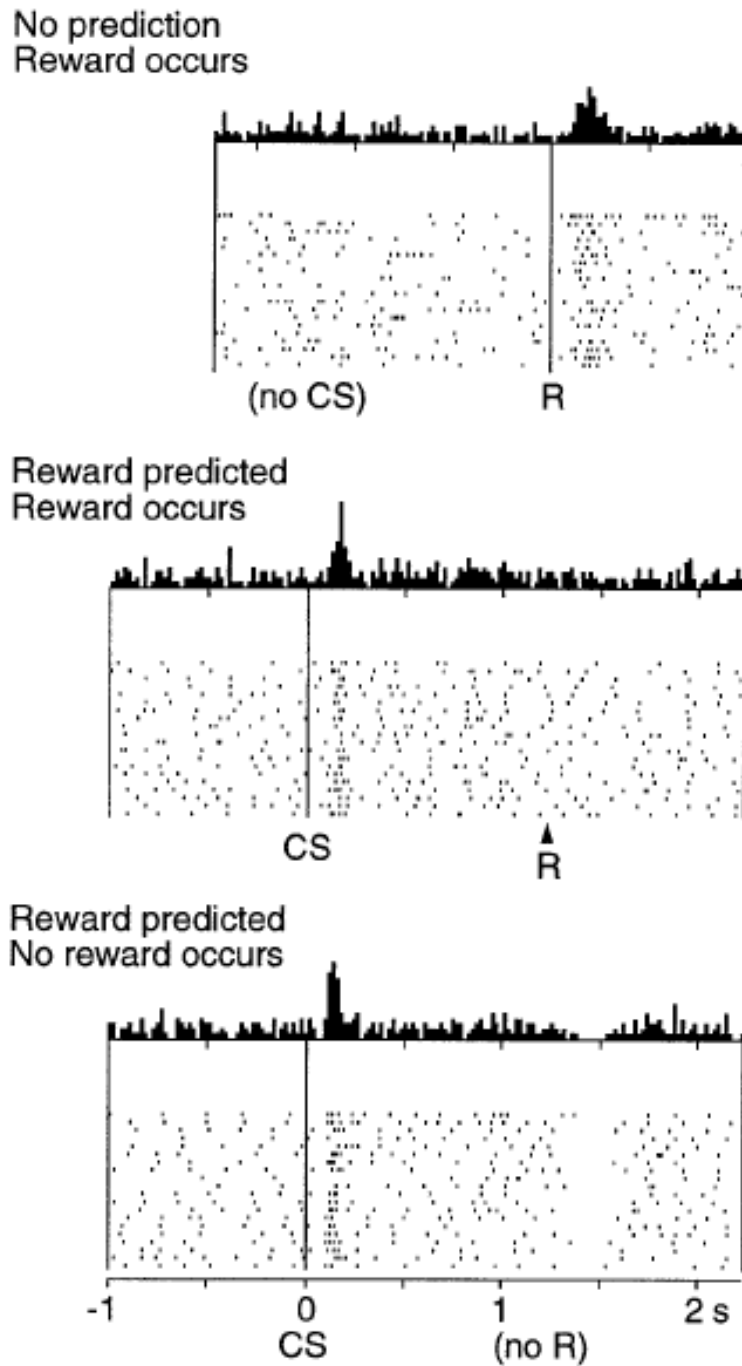 No prediction
Reward occurs
(no CS) R
Reward predicted
Reward occurs
CS
R
Reward predicted
No reward occurs
-1 0 1 2 s
CS (no R)